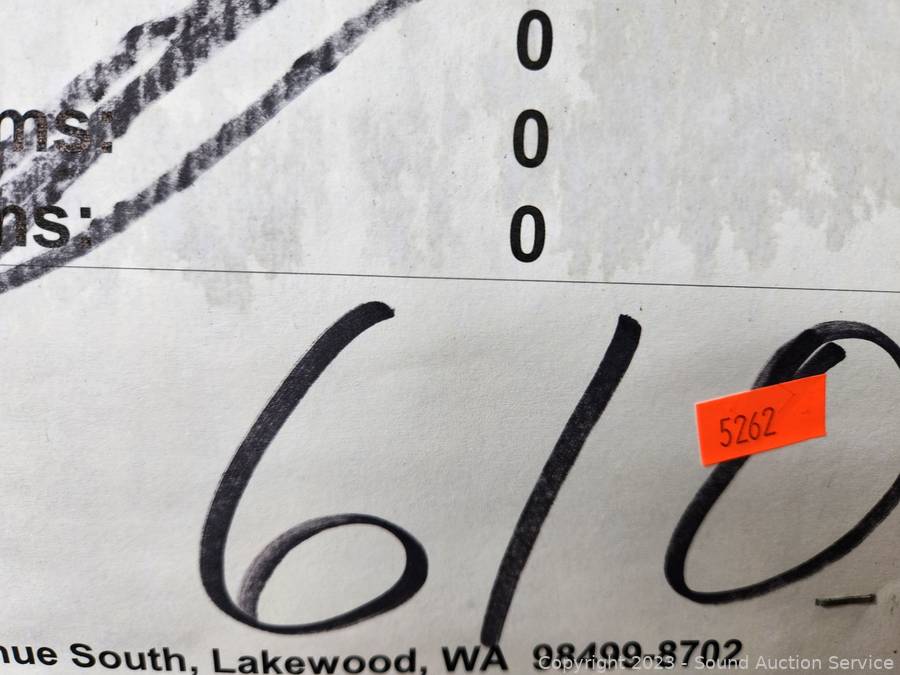 0
ms: 0
ns: 0
610
5262
nue South, Lakewood, WA 98499-8702
Copyright 2023 - Sound Auction Service